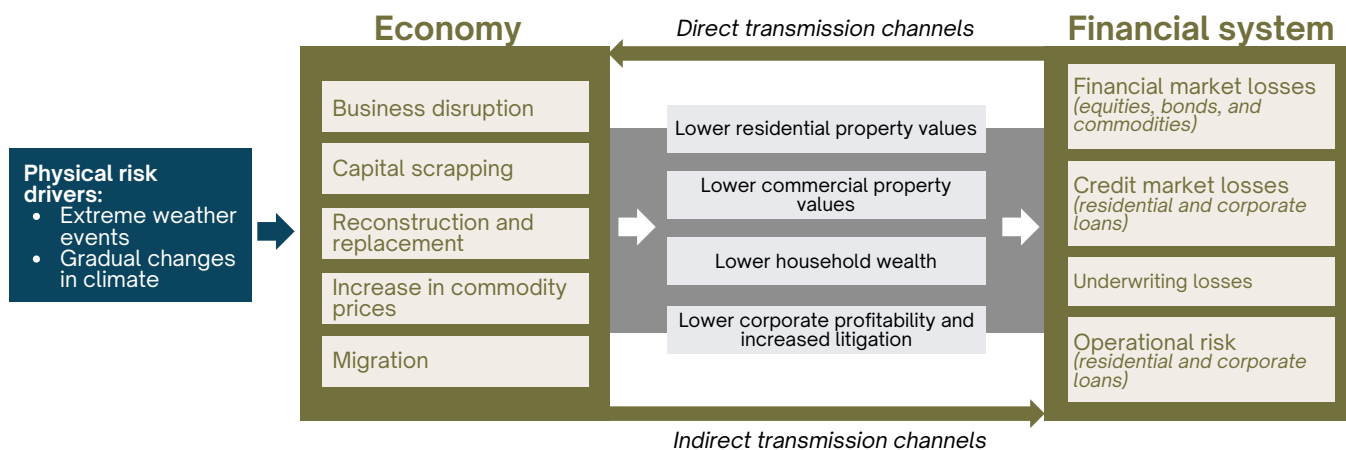 Economy
Direct transmission channels
Financial system
Physical risk
drivers:
• Extreme weather
events
• Gradual changes
in climate
Business disruption
Capital scrapping
Reconstruction and
replacement
Increase in commodity
prices
Migration
Lower residential property values
Lower commercial property
values
Lower household wealth
Lower corporate profitability and
increased litigation
Financial market losses
(equities, bonds, and
commodities)
Credit market losses
(residential and corporate
loans)
Underwriting losses
Operational risk
(residential and corporate
loans)
Indirect transmission channels